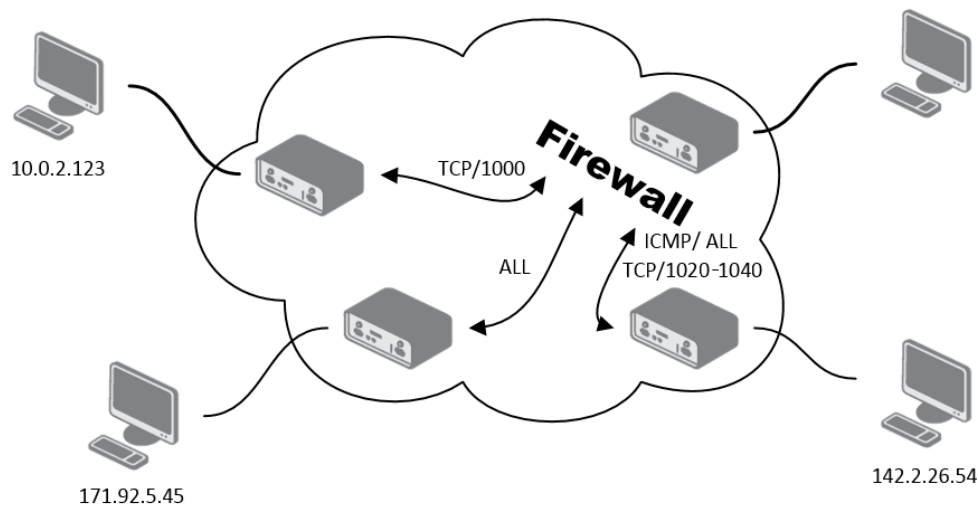 10.0.2.123
TCP/1000
Firewall
ALL
ICMP/ ALL
TCP/1020-1040
171.92.5.45
142.2.26.54